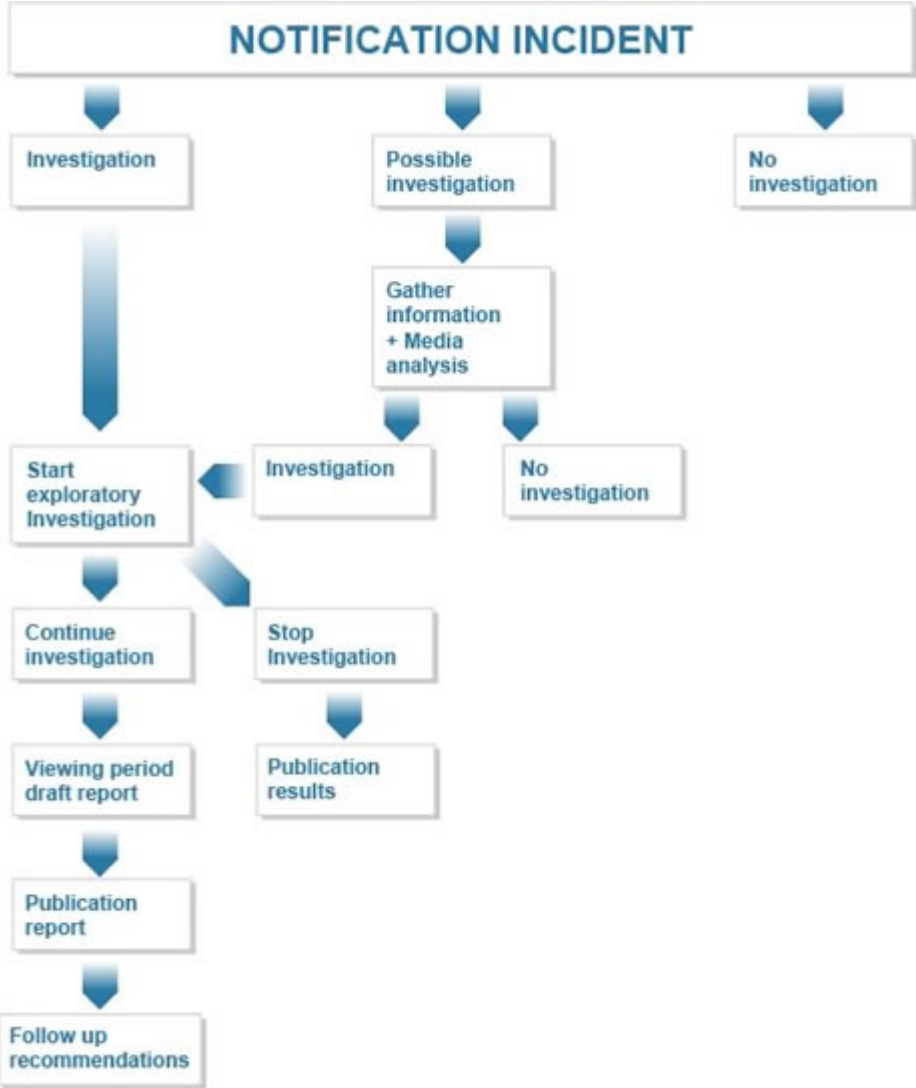 NOTIFICATION INCIDENT
Investigation
Possible
investigation
No
investigation
Gather
information
+ Media
analysis
Start
exploratory
Investigation
Investigation
No
investigation
Continue
investigation
Stop
Investigation
Viewing period
draft report
Publication
results
Publication
report
Follow up
recommendations